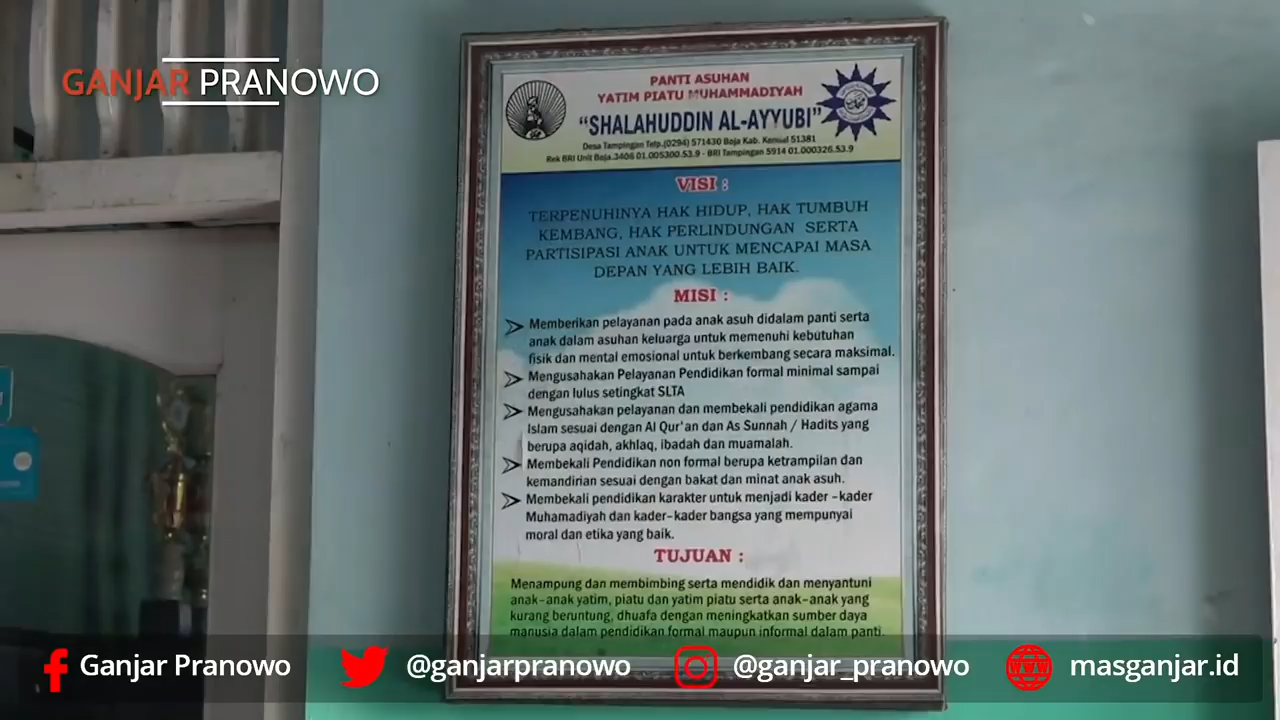 GANJAR PRANOWO
PANTI ASUHAN
YATIM PIATU MUHAMMADIYAH
"SHALAHUDDIN AL-AYYUBI"
Desa Tampingan Telp.(0294) 571430 Boja Kab. Kendal 51381
Rek BRI Unit Boja.3406 01.005300.53.9 - BRI Tampingan 5914 01.000326.53.9
VISI :
TERPENUHINYA HAK HIDUP, HAK TUMBUH
KEMBANG, HAK PERLINDUNGAN SERTA
PARTISIPASI ANAK UNTUK MENCAPAI MASA
DEPAN YANG LEBIH BAIK.
MISI :
Memberikan pelayanan pada anak asuh didalam panti serta
anak dalam asuhan keluarga untuk memenuhi kebutuhan
fisik dan mental emosional untuk berkembang secara maksimal.
Mengusahakan Pelayanan Pendidikan formal minimal sampai
dengan lulus setingkat SLTA
Mengusahakan pelayanan dan membekali pendidikan agama
Islam sesuai dengan Al Qur'an dan As Sunnah / Hadits yang
berupa aqidah, akhlaq, ibadah dan muamalah.
Membekali Pendidikan non formal berupa ketrampilan dan
kemandirian sesuai dengan bakat dan minat anak asuh.
Membekali pendidikan karakter untuk menjadi kader -kader
Muhamadiyah dan kader-kader bangsa yang mempunyai
moral dan etika yang baik.
TUJUAN :
Menampung dan membimbing serta mendidik dan menyantuni
anak-anak yatim, piatu dan yatim piatu serta anak-anak yang
kurang beruntung, dhuafa dengan meningkatkan sumber daya
manusia dalam pendidikan formal maupun informal dalam panti.
Ganjar Pranowo @ganjarpranowo @ganjar_pranowo WWW masganjar.id